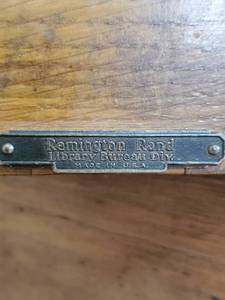 Remington Rand
Library Bureau Div.
MADE IN U.S.A.